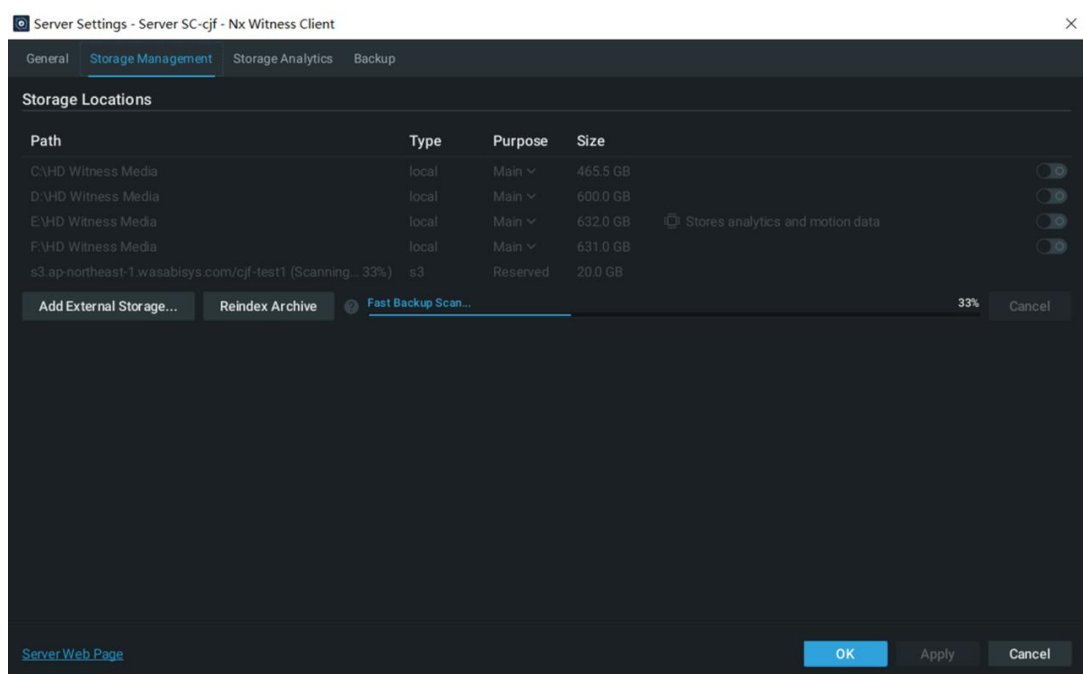 Server Settings - Server SC-cjf - Nx Witness Client
General Storage Management Storage Analytics Backup
Storage Locations
Path Type Purpose Size
C:\HD Witness Media local Main 465.5 GB
D:\HD Witness Media local Main 600.0 GB
E:\HD Witness Media local Main 632.0 GB Stores analytics and motion data
F:\HD Witness Media local Main 631.0 GB
s3.ap-northeast-1.wasabisys.com/cjf-test1 (Scanning... 33%) s3 Reserved 20.0 GB
Add External Storage... Reindex Archive ? Fast Backup Scan... 33% Cancel
Server Web Page OK Apply Cancel